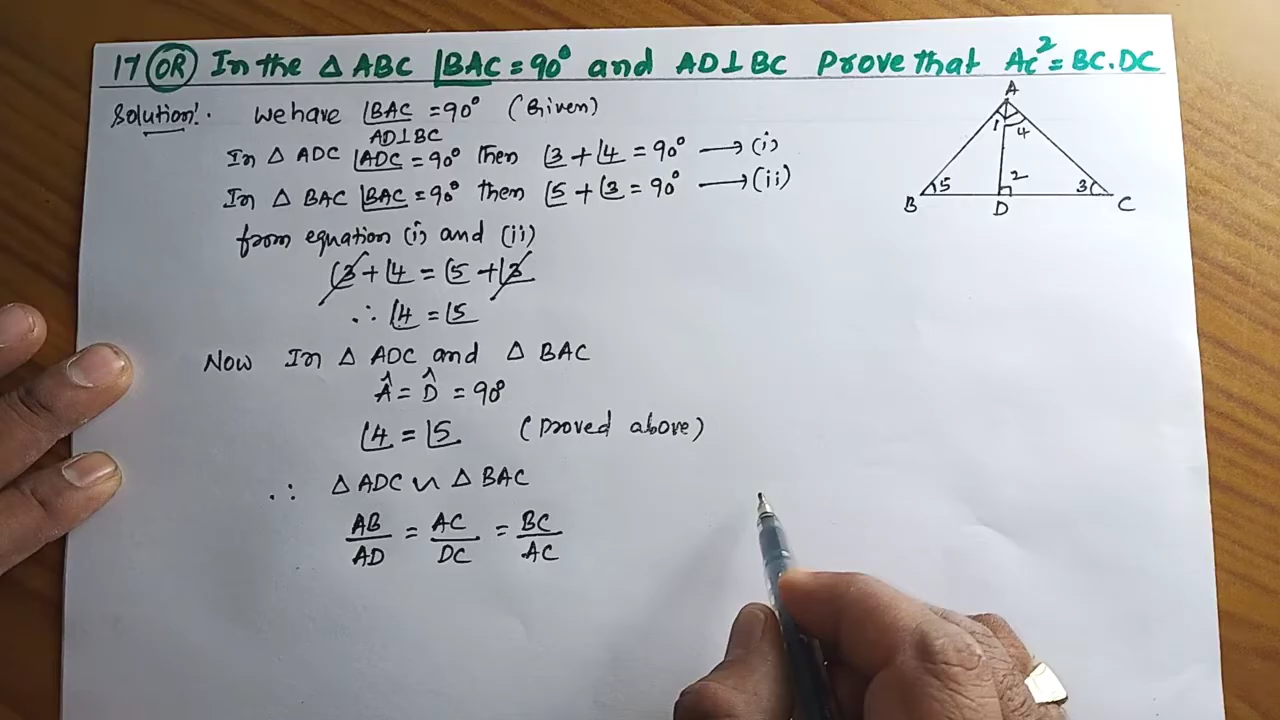 17 (OR) In the △ ABC ∠BAC = 90° and AD⊥BC Prove that AC² = BC.DC
Solution:. We have ∠BAC = 90° (Given)
AD⊥BC
In △ ADC ∠ADC = 90° then ∠3 + ∠4 = 90° → (i)
In △ BAC ∠BAC = 90° then ∠5 + ∠3 = 90° → (ii)
from equation (i) and (ii)
∠3 + ∠4 = ∠5 + ∠3
∴ ∠4 = ∠5
Now In △ ADC and △ BAC
Â = D̂ = 90°
∠4 = ∠5 (Proved above)
∴ △ ADC ∽ △ BAC
AB/AD = AC/DC = BC/AC
A
1 4
5 2 3
B D C